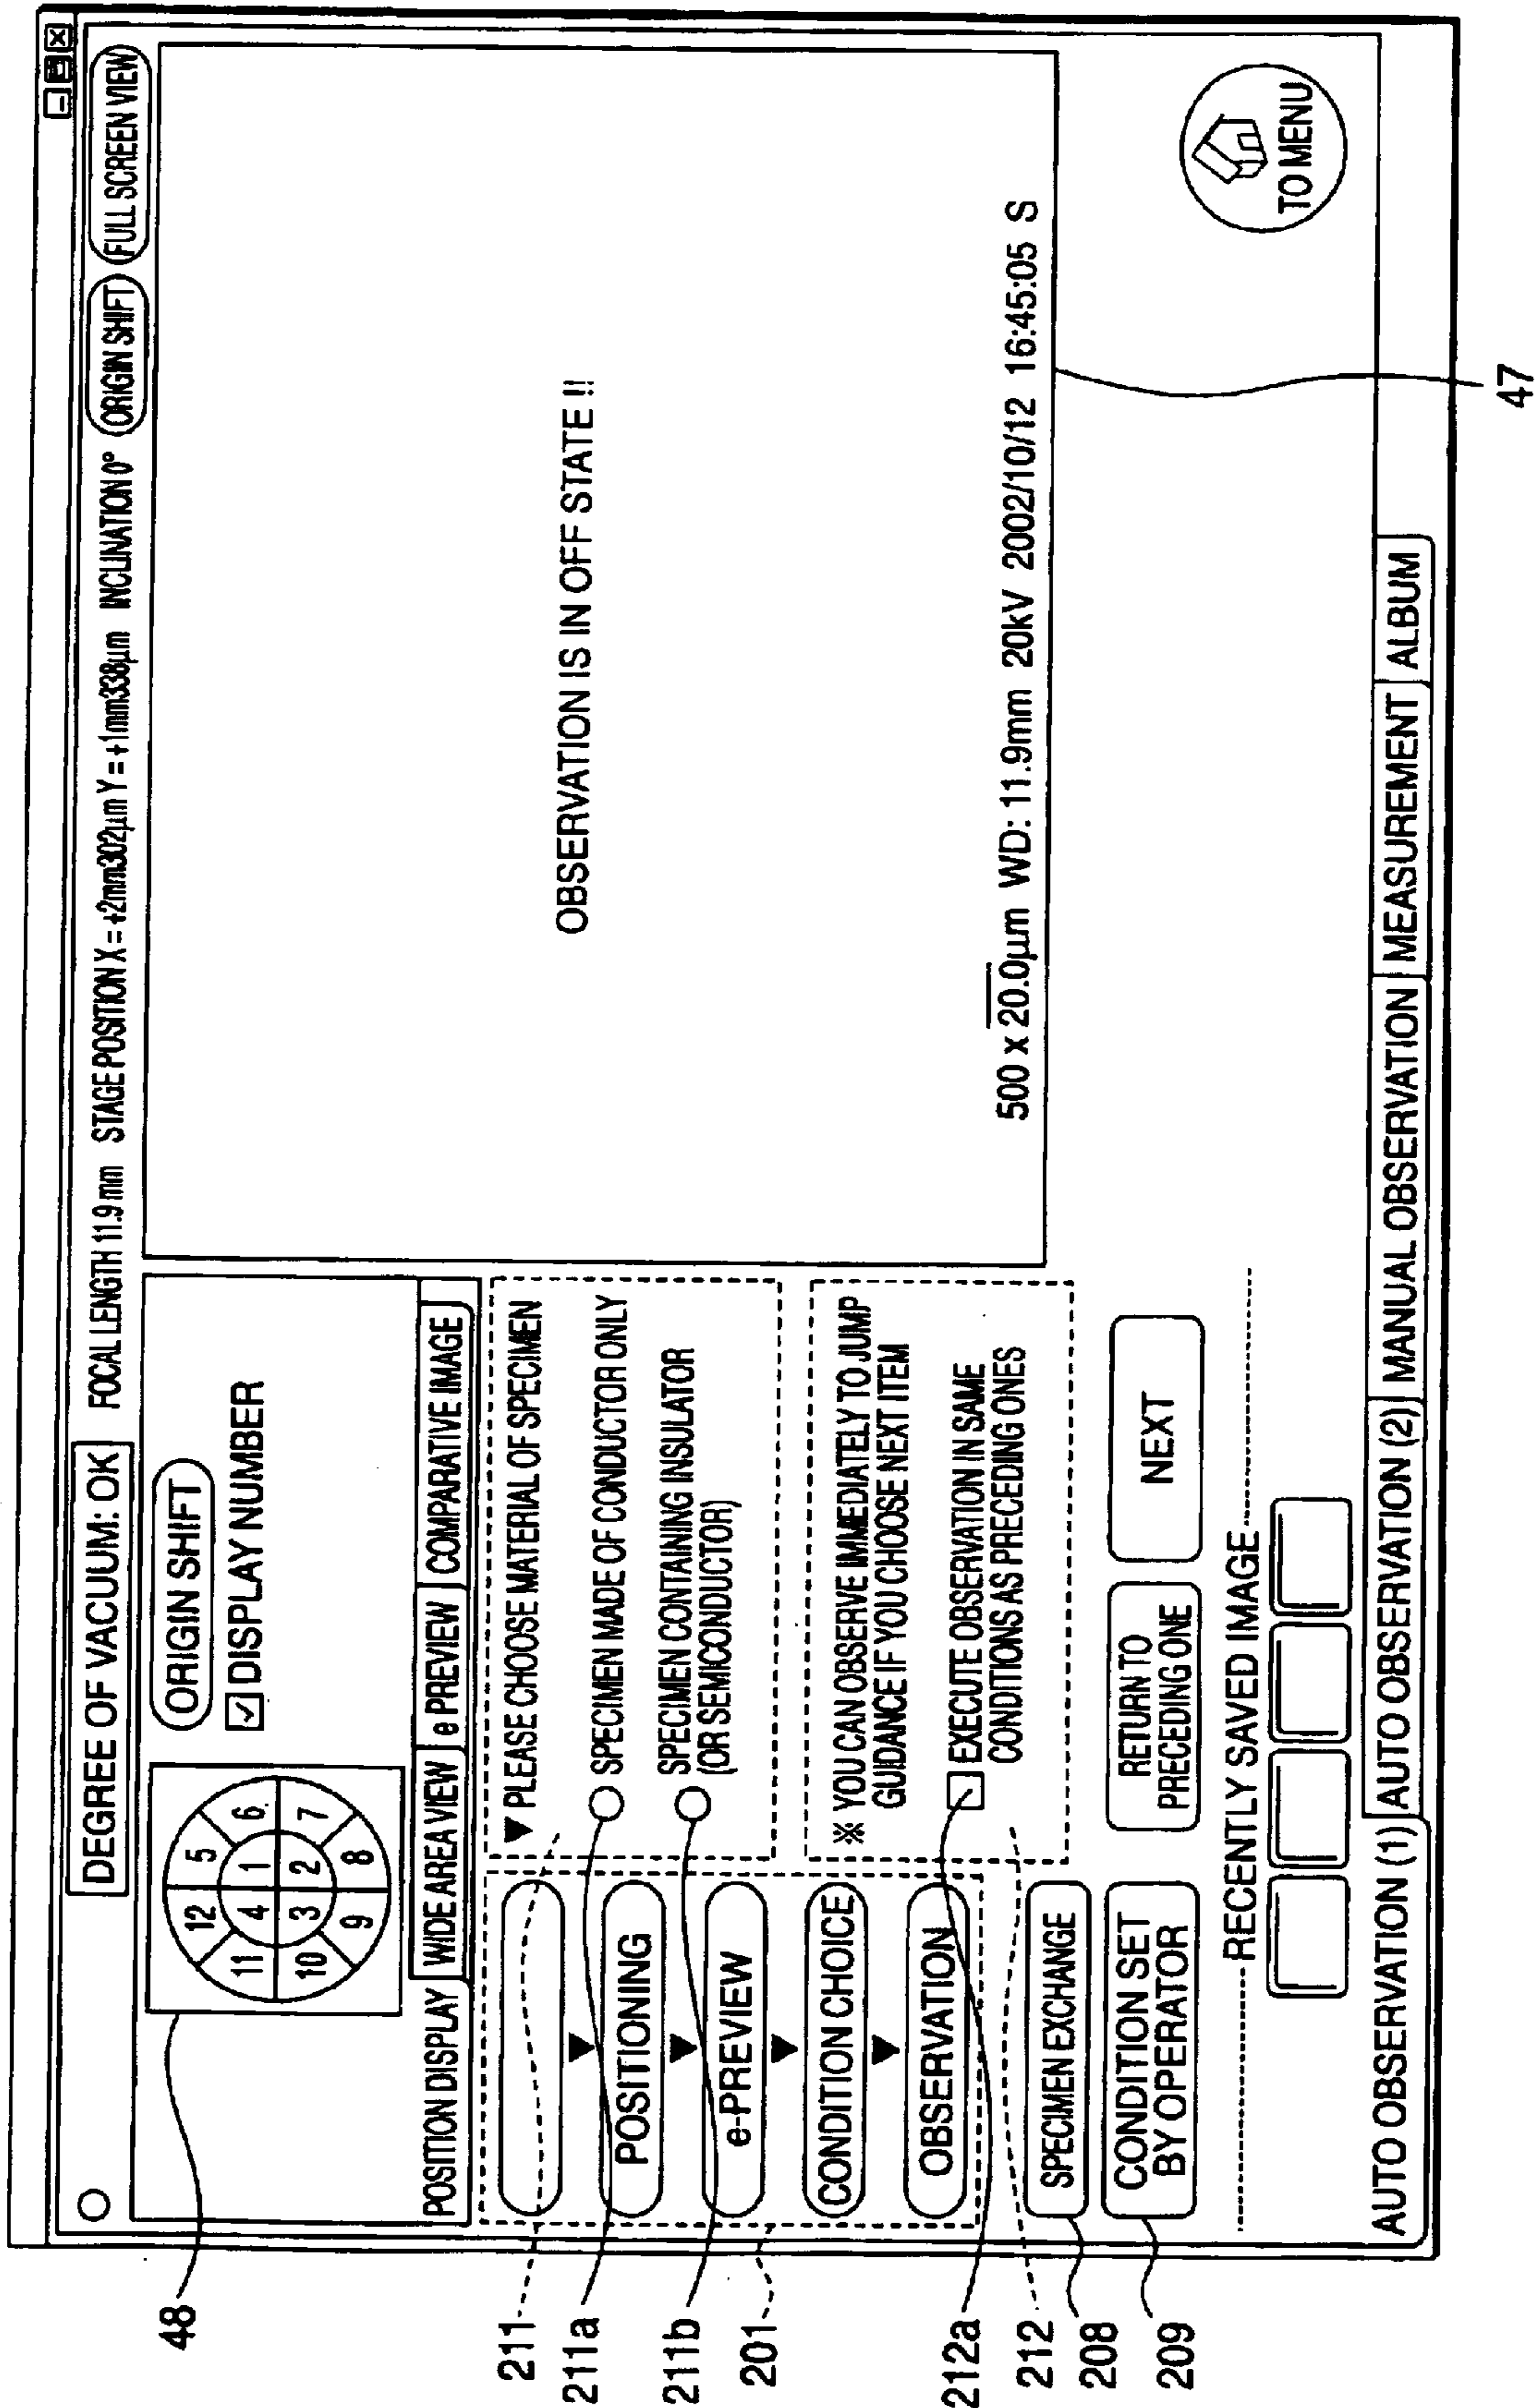 DEGREE OF VACUUM: OK
FOCAL LENGTH 11.9 mm STAGE POSITION X = +2mm302μm Y = +1mm338μm INCLINATION 0°
ORIGIN SHIFT
FULL SCREEN VIEW
48
1
2
3
4
5
6
7
8
9
10
11
12
ORIGIN SHIFT
DISPLAY NUMBER
POSITION DISPLAY
WIDE AREA VIEW
e PREVIEW
COMPARATIVE IMAGE
OBSERVATION IS IN OFF STATE !!
500 x 20.0μm WD: 11.9mm 20kV 2002/10/12 16:45:05 S
47
211
211a
211b
201
212a
212
208
209
POSITIONING
e-PREVIEW
CONDITION CHOICE
OBSERVATION
▼ PLEASE CHOOSE MATERIAL OF SPECIMEN
SPECIMEN MADE OF CONDUCTOR ONLY
SPECIMEN CONTAINING INSULATOR
(OR SEMICONDUCTOR)
※ YOU CAN OBSERVE IMMEDIATELY TO JUMP
GUIDANCE IF YOU CHOOSE NEXT ITEM
EXECUTE OBSERVATION IN SAME
CONDITIONS AS PRECEDING ONES
SPECIMEN EXCHANGE
CONDITION SET
BY OPERATOR
RETURN TO
PRECEDING ONE
NEXT
RECENTLY SAVED IMAGE
TO MENU
AUTO OBSERVATION (1)
AUTO OBSERVATION (2)
MANUAL OBSERVATION
MEASUREMENT
ALBUM